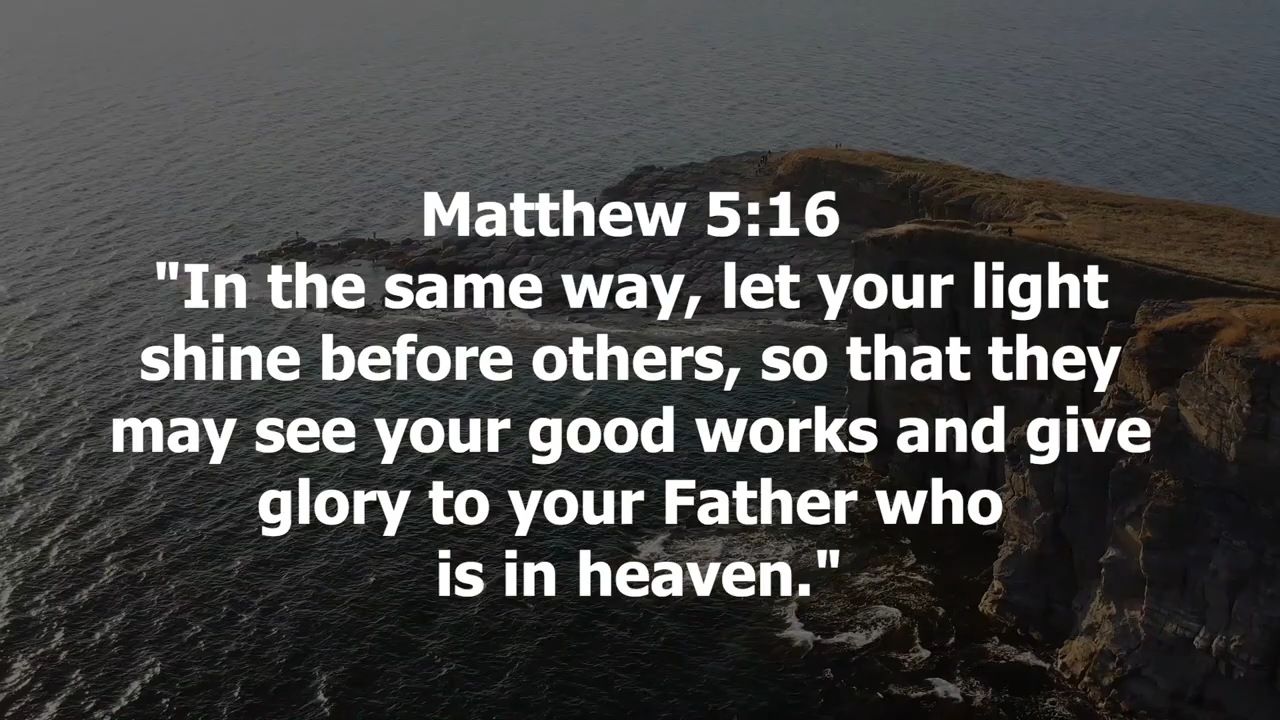 Matthew 5:16
"In the same way, let your light
shine before others, so that they
may see your good works and give
glory to your Father who
is in heaven."